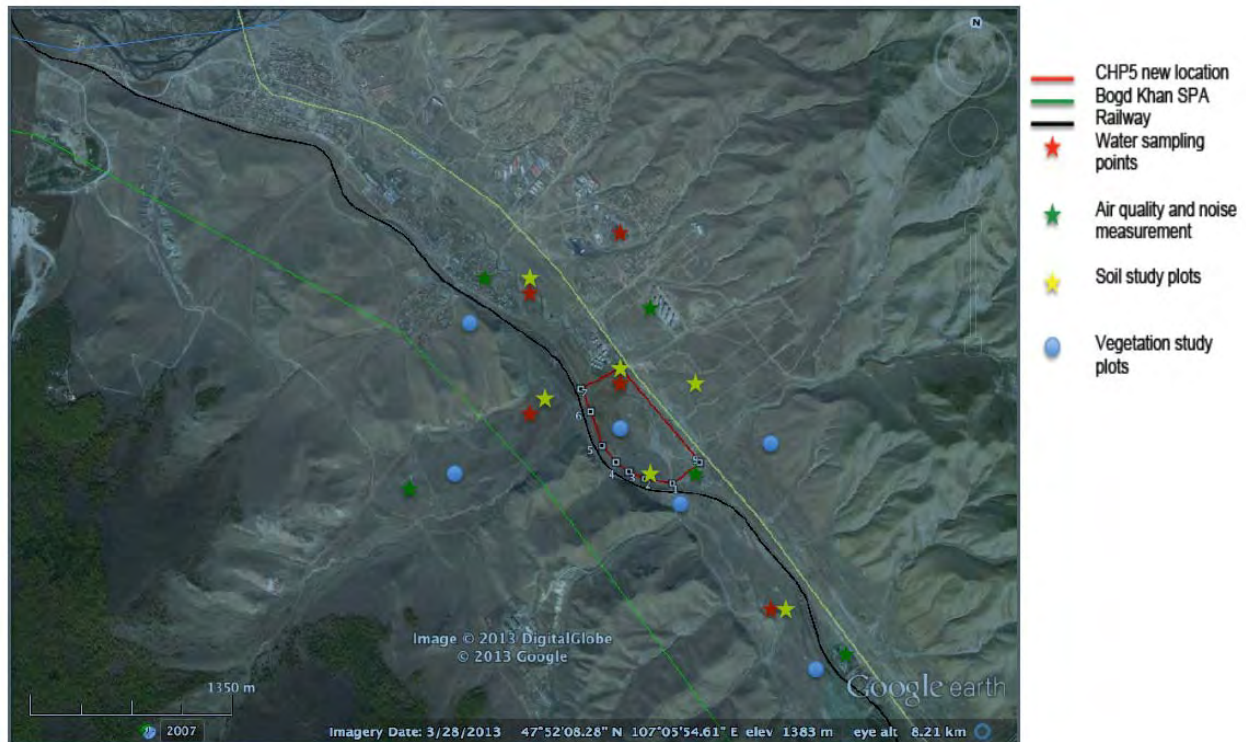 N
CHP5 new location
Bogd Khan SPA
Railway
Water sampling
points
Air quality and noise
measurement
Soil study plots
Vegetation study
plots
7
6
5
4
3
2
1
Image © 2013 DigitalGlobe
© 2013 Google
1350 m
Google earth
2007
Imagery Date: 3/28/2013 47°52'08.28" N 107°05'54.61" E elev 1383 m eye alt 8.21 km